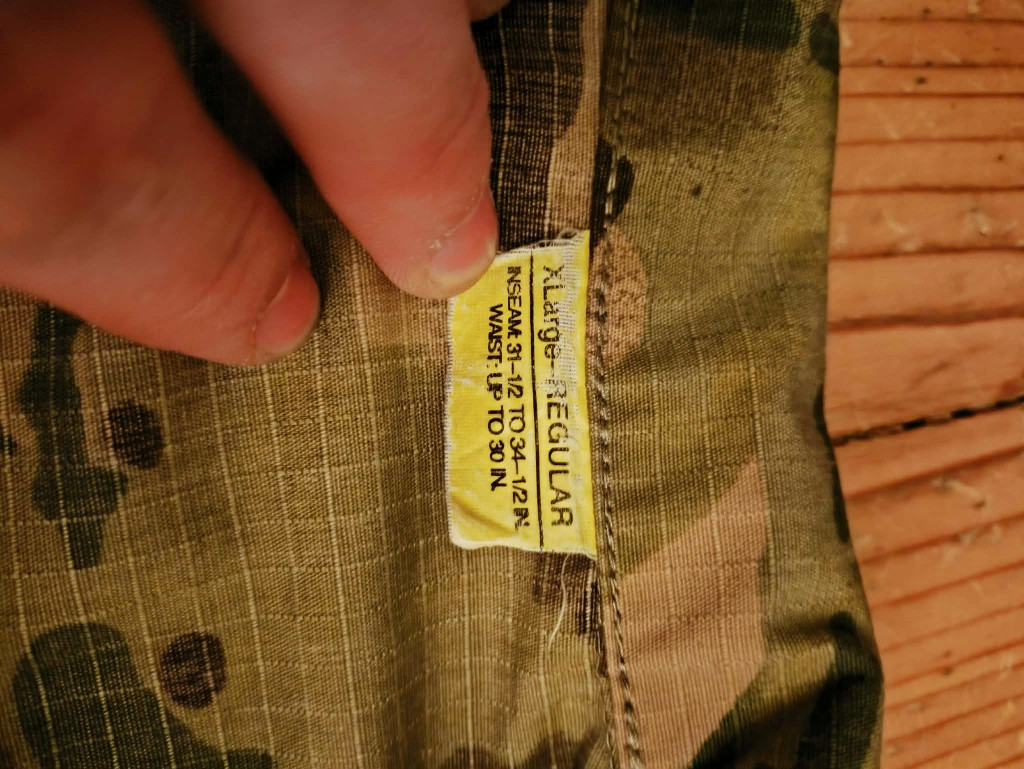 XLarge-REGULAR
INSEAM: 31-1/2 TO 34-1/2 IN.
WAIST: UP TO 30 IN.